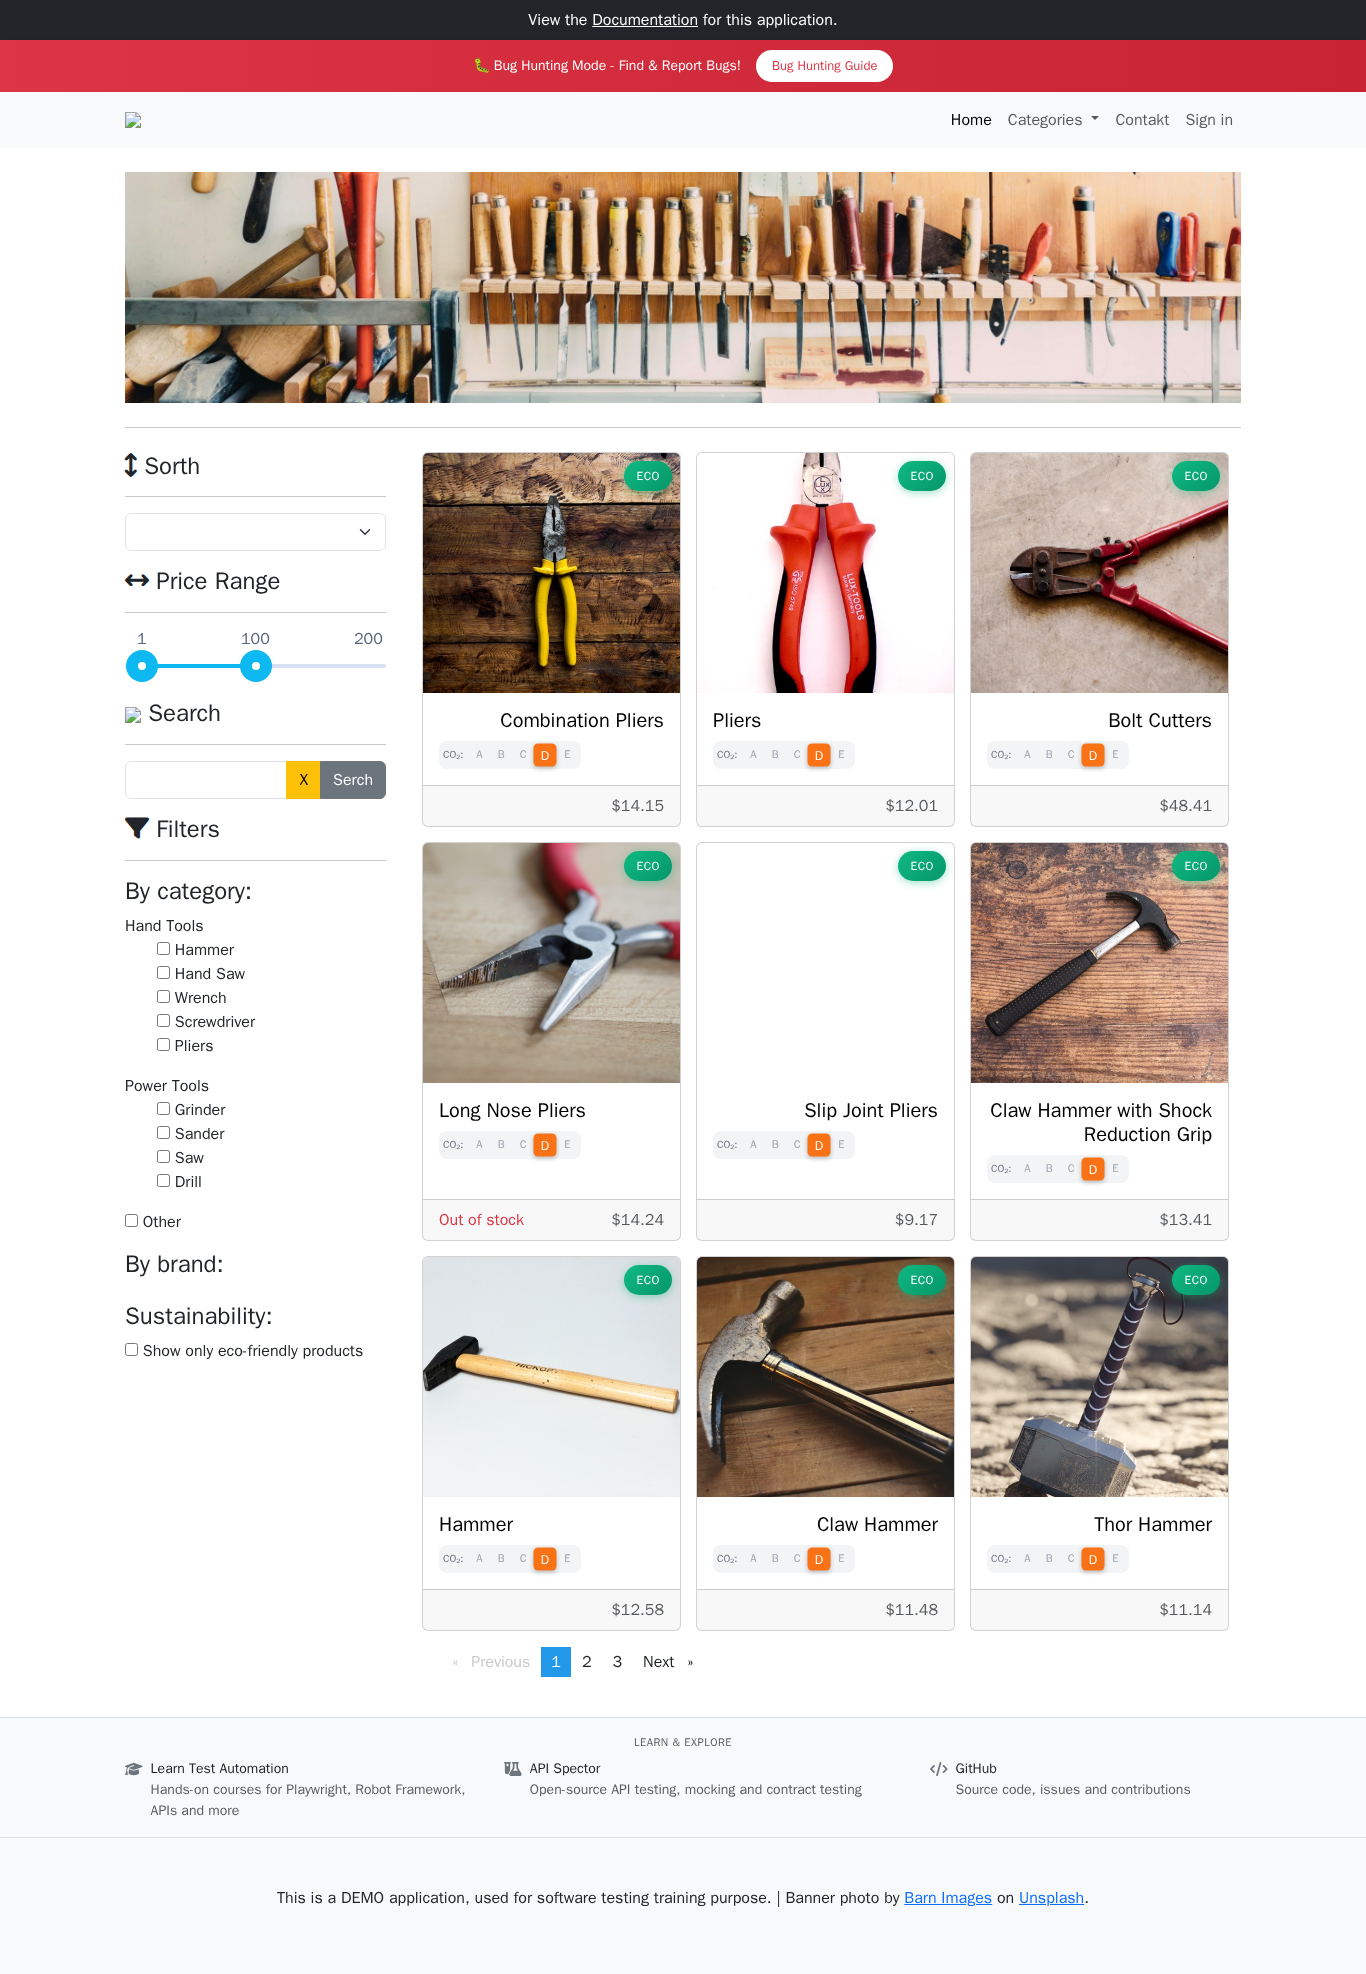 View the Documentation for this application.
Bug Hunting Mode - Find & Report Bugs! Bug Hunting Guide
Home Categories Contakt Sign in
Sorth
Price Range
1 100 200
Search
X Serch
Filters
By category:
Hand Tools
Hammer
Hand Saw
Wrench
Screwdriver
Pliers
Power Tools
Grinder
Sander
Saw
Drill
Other
By brand:
Sustainability:
Show only eco-friendly products
ECO
Combination Pliers
CO₂: A B C D E
$14.15
ECO
LUX-TOOLS
Pliers
CO₂: A B C D E
$12.01
ECO
Bolt Cutters
CO₂: A B C D E
$48.41
ECO
Long Nose Pliers
CO₂: A B C D E
Out of stock $14.24
ECO
Slip Joint Pliers
CO₂: A B C D E
$9.17
ECO
Claw Hammer with Shock
Reduction Grip
CO₂: A B C D E
$13.41
ECO
HICKORY
Hammer
CO₂: A B C D E
$12.58
ECO
Claw Hammer
CO₂: A B C D E
$11.48
ECO
Thor Hammer
CO₂: A B C D E
$11.14
« Previous 1 2 3 Next »
LEARN & EXPLORE
Learn Test Automation
Hands-on courses for Playwright, Robot Framework,
APIs and more
API Spector
Open-source API testing, mocking and contract testing
GitHub
Source code, issues and contributions
This is a DEMO application, used for software testing training purpose. | Banner photo by Barn Images on Unsplash.